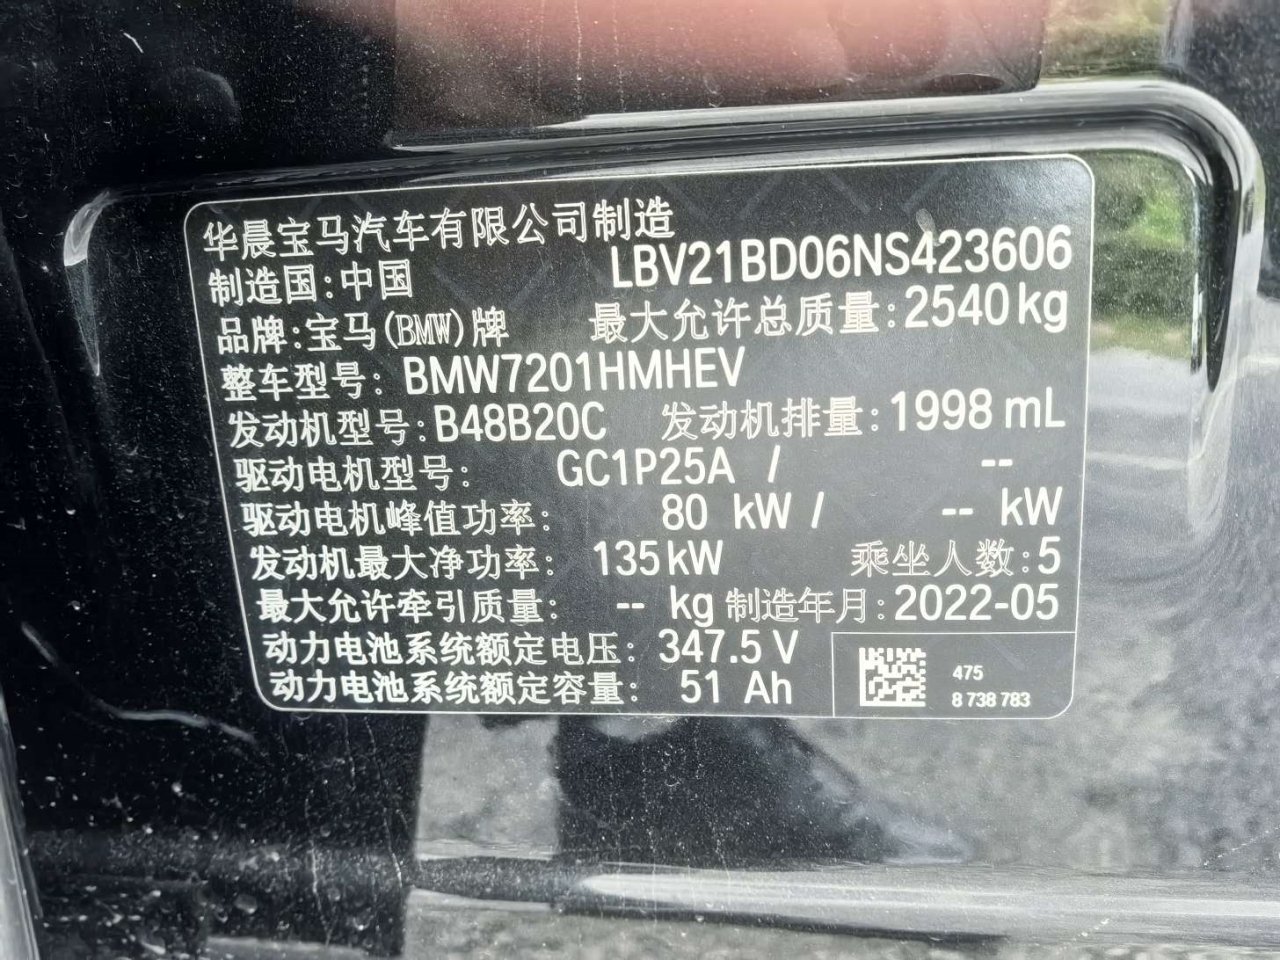 华晨宝马汽车有限公司制造
制造国:中国 LBV21BD06NS423606
品牌:宝马(BMW)牌 最大允许总质量:2540kg
整车型号: BMW7201HMHEV
发动机型号:B48B20C 发动机排量:1998 mL
驱动电机型号: GC1P25A / --
驱动电机峰值功率: 80 kW / -- kW
发动机最大净功率: 135kW 乘坐人数:5
最大允许牵引质量: -- kg 制造年月:2022-05
动力电池系统额定电压: 347.5 V
动力电池系统额定容量: 51 Ah
475
8 738 783